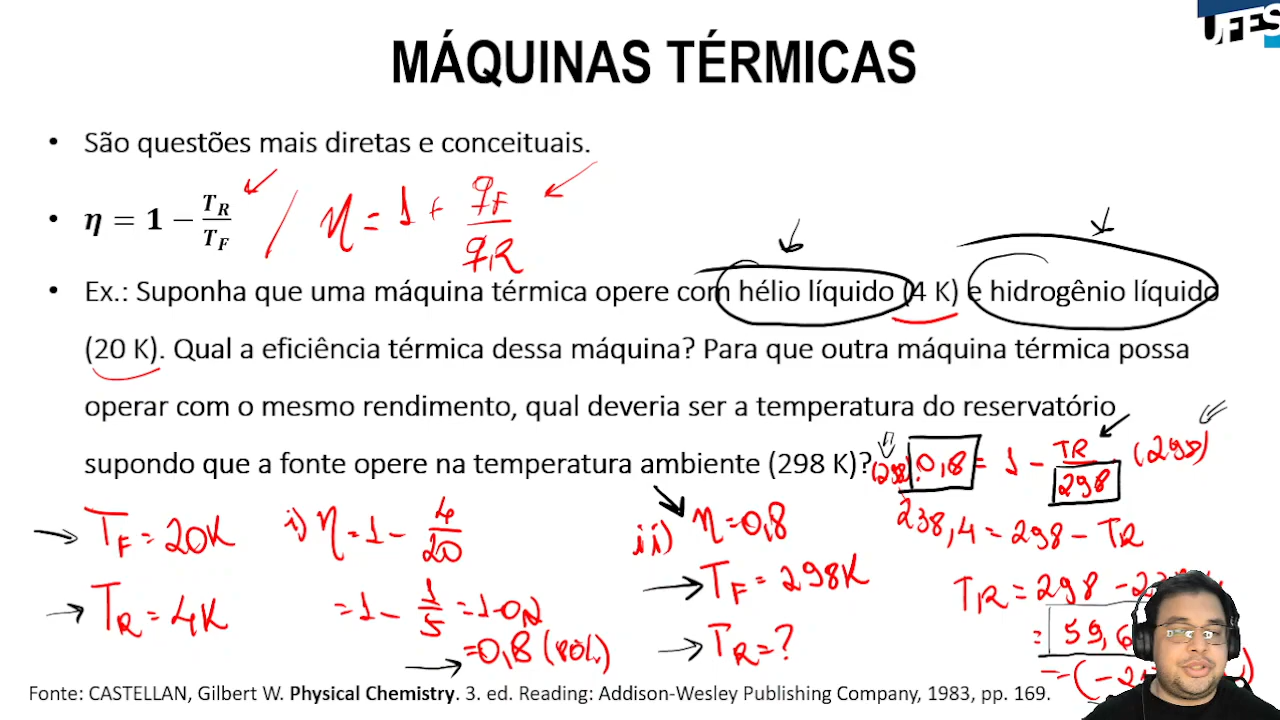 UFES
MÁQUINAS TÉRMICAS
• São questões mais diretas e conceituais.
• η = 1 − T_R/T_F / η = 1 + q_F/q_R
• Ex.: Suponha que uma máquina térmica opere com hélio líquido (4 K) e hidrogênio líquido
(20 K). Qual a eficiência térmica dessa máquina? Para que outra máquina térmica possa
operar com o mesmo rendimento, qual deveria ser a temperatura do reservatório
supondo que a fonte opere na temperatura ambiente (298 K)?
(298).0,8 = 1 − TR/298 (298)
238,4 = 298 − TR
TR = 298 −
= 59,6
T_F = 20K
T_R = 4K
i) η = 1 − 4/20
= 1 − 1/5 = 1−0,2
= 0,8 (80%)
ii) η = 0,8
T_F = 298K
T_R = ?
Fonte: CASTELLAN, Gilbert W. Physical Chemistry. 3. ed. Reading: Addison-Wesley Publishing Company, 1983, pp. 169.